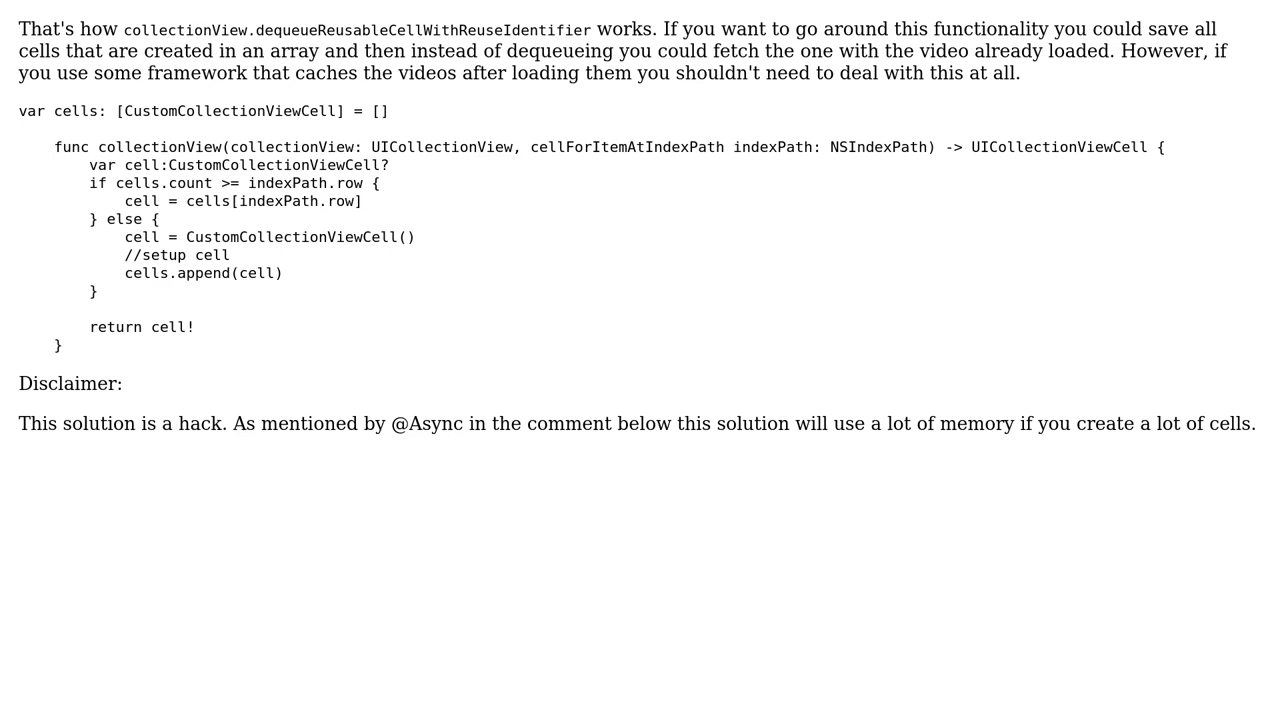 That's how collectionView.dequeueReusableCellWithReuseIdentifier works. If you want to go around this functionality you could save all
cells that are created in an array and then instead of dequeueing you could fetch the one with the video already loaded. However, if
you use some framework that caches the videos after loading them you shouldn't need to deal with this at all.
var cells: [CustomCollectionViewCell] = []
    func collectionView(collectionView: UICollectionView, cellForItemAtIndexPath indexPath: NSIndexPath) -> UICollectionViewCell {
        var cell:CustomCollectionViewCell?
        if cells.count >= indexPath.row {
            cell = cells[indexPath.row]
        } else {
            cell = CustomCollectionViewCell()
            //setup cell
            cells.append(cell)
        }
        return cell!
    }
Disclaimer:
This solution is a hack. As mentioned by @Async in the comment below this solution will use a lot of memory if you create a lot of cells.